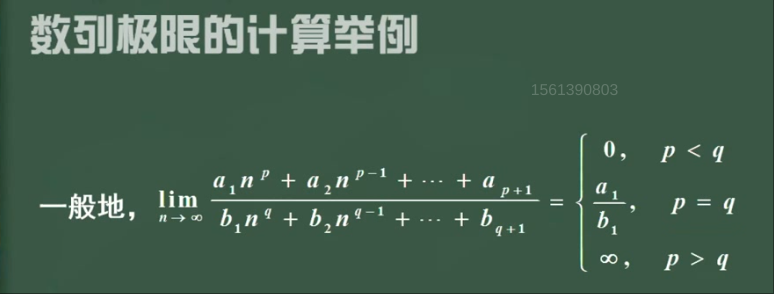 数列极限的计算举例
1561390803
一般地， $\lim_{n \to \infty} \frac{a_1 n^p + a_2 n^{p-1} + \cdots + a_{p+1}}{b_1 n^q + b_2 n^{q-1} + \cdots + b_{q+1}} = \begin{cases} 0, & p < q \\ \frac{a_1}{b_1}, & p = q \\ \infty, & p > q \end{cases}$